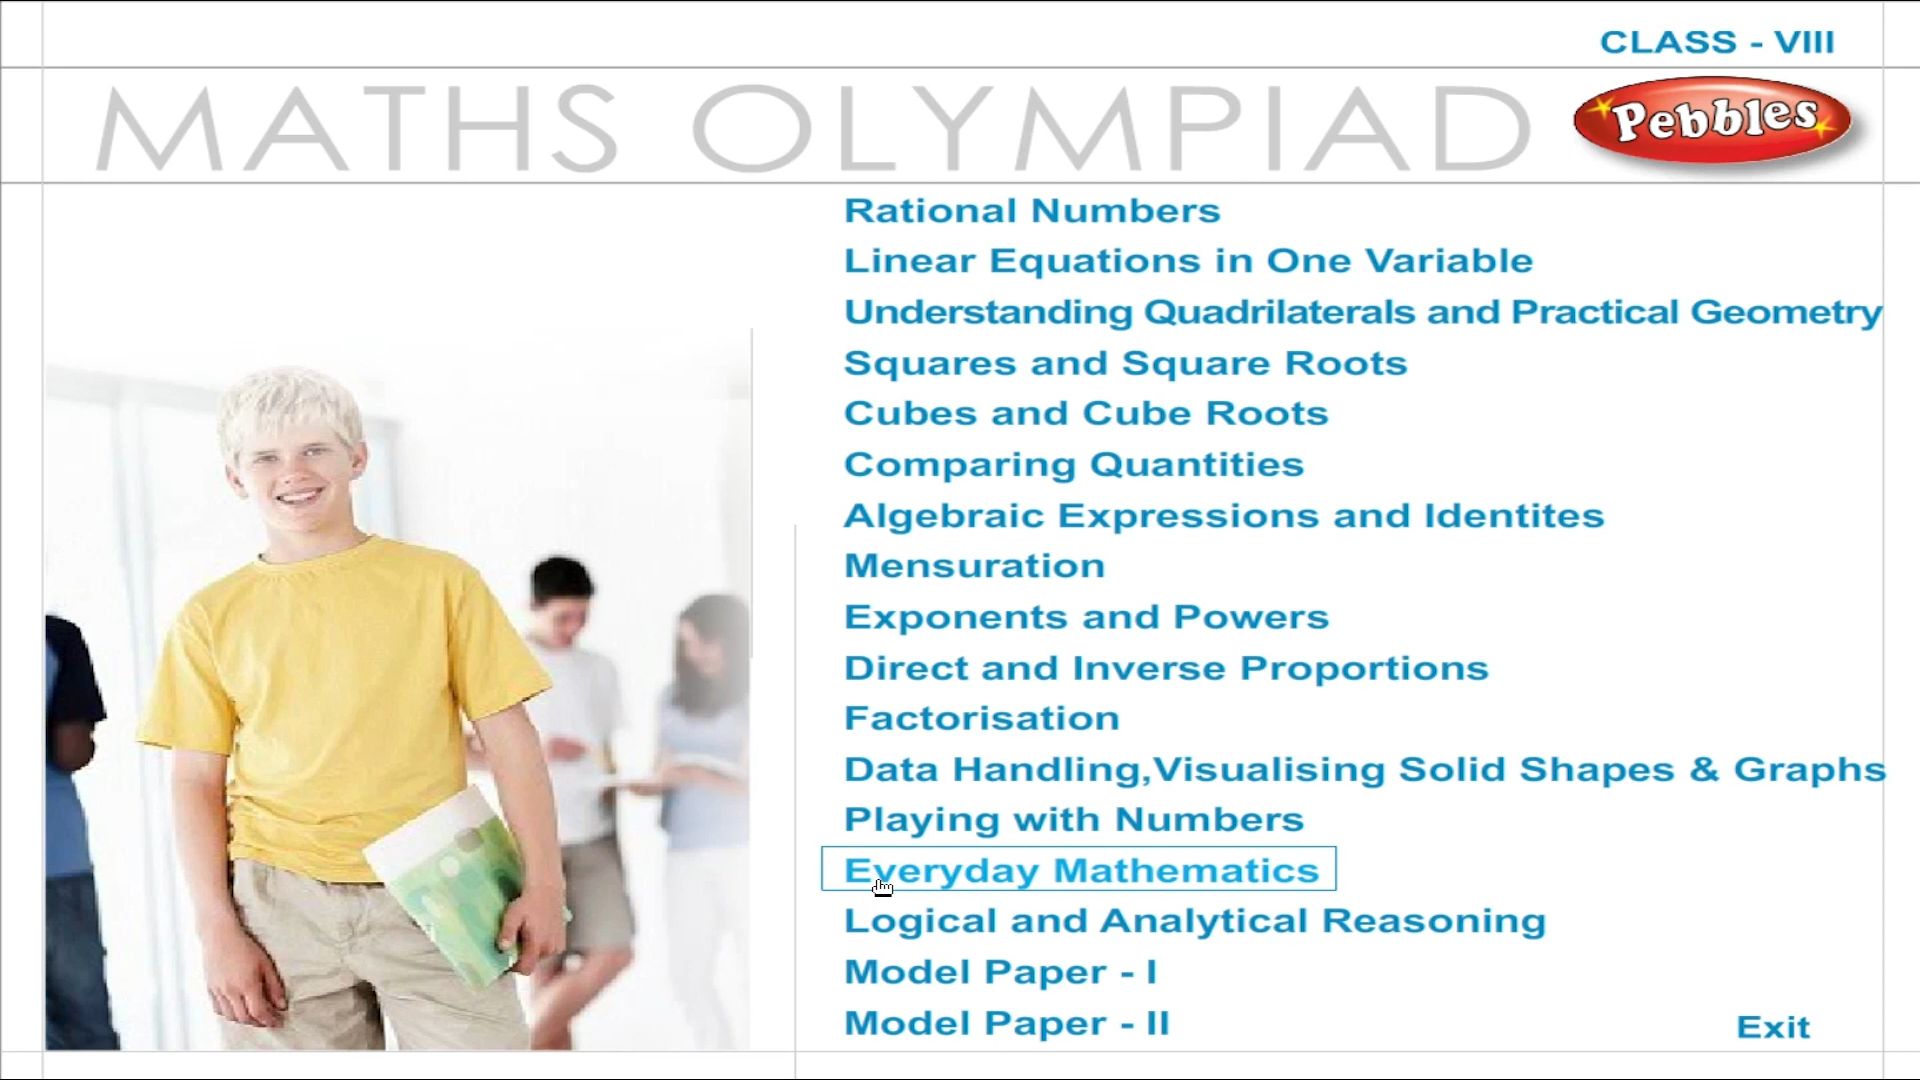 CLASS - VIII
MATHS OLYMPIAD
Pebbles
Rational Numbers
Linear Equations in One Variable
Understanding Quadrilaterals and Practical Geometry
Squares and Square Roots
Cubes and Cube Roots
Comparing Quantities
Algebraic Expressions and Identites
Mensuration
Exponents and Powers
Direct and Inverse Proportions
Factorisation
Data Handling,Visualising Solid Shapes & Graphs
Playing with Numbers
Everyday Mathematics
Logical and Analytical Reasoning
Model Paper - I
Model Paper - II
Exit